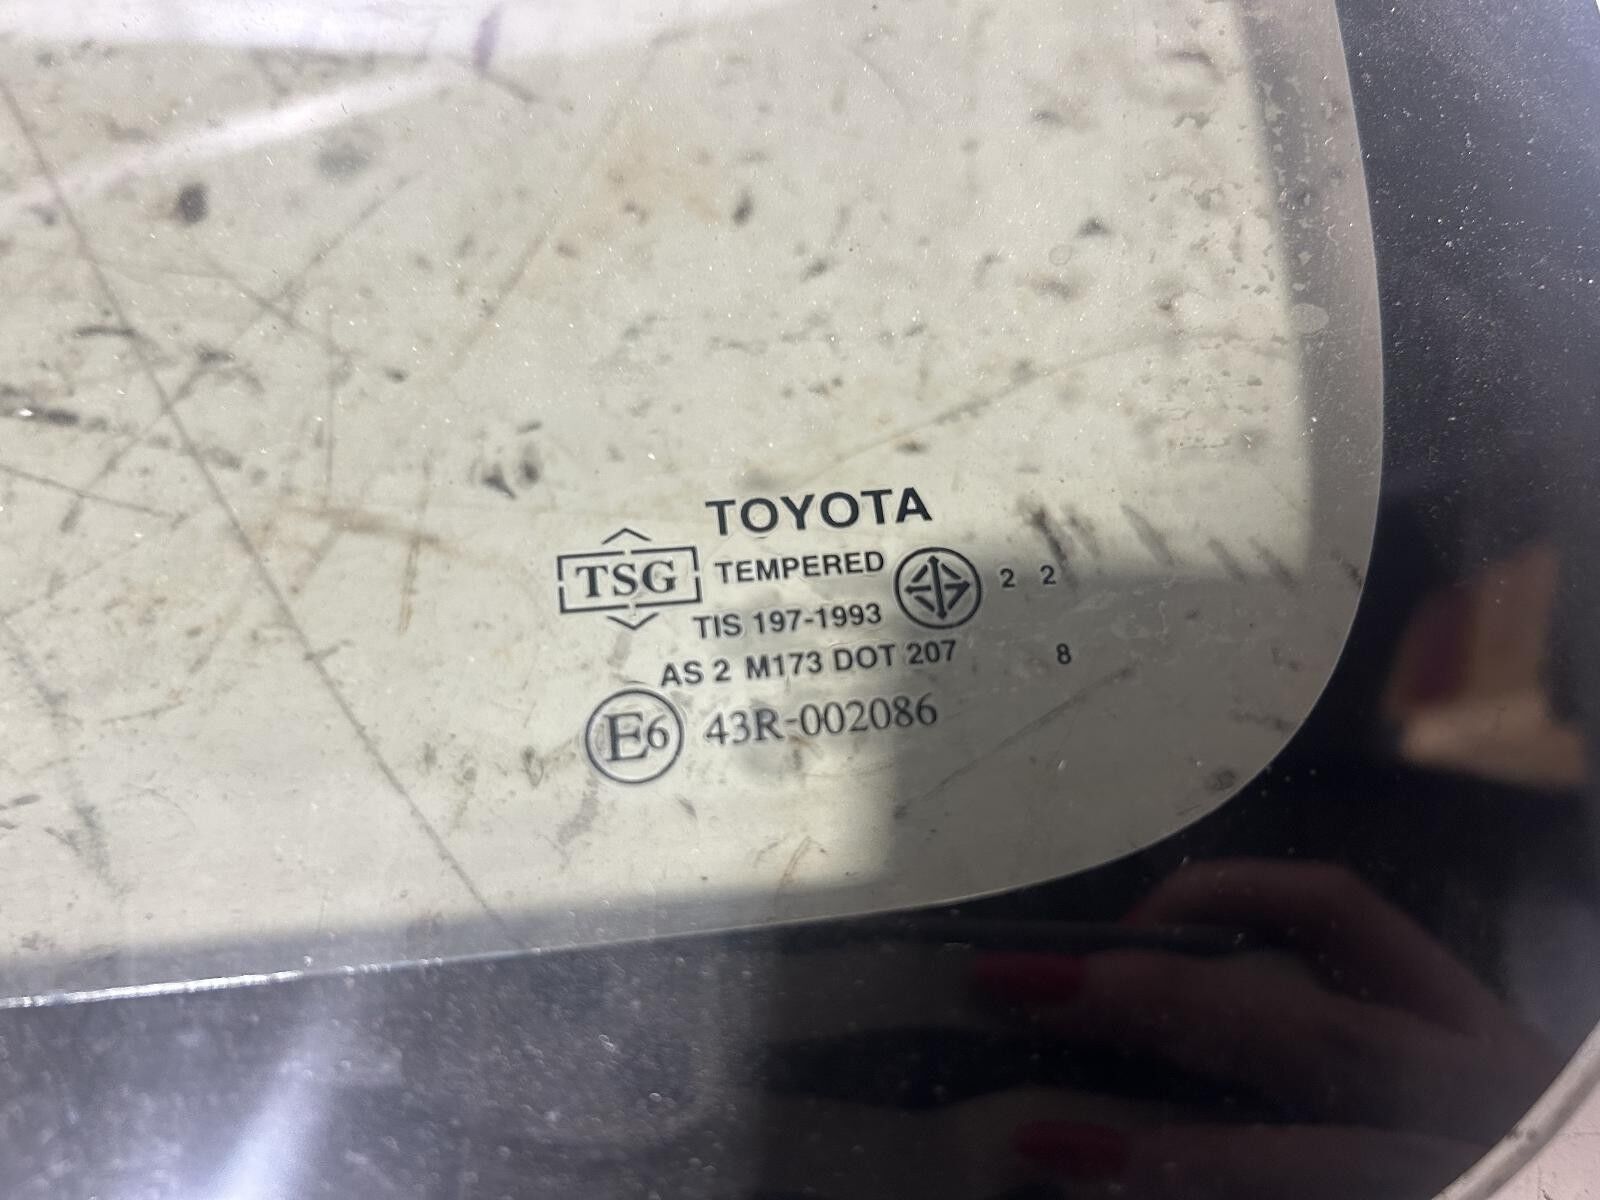 TOYOTA
TSG TEMPERED 2 2
TIS 197-1993
AS 2 M173 DOT 207 8
E6 43R-002086